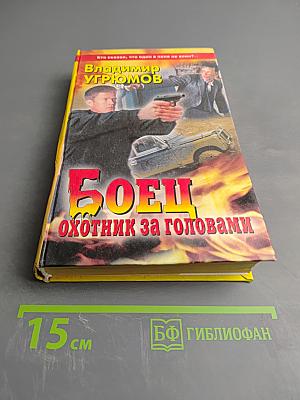 Кто сказал, что один в поле не воин?..
Владимир
УГРЮМОВ
Боец
ОХОТНИК ЗА ГОЛОВАМИ
15 см
БФ ГИБЛИОФАН